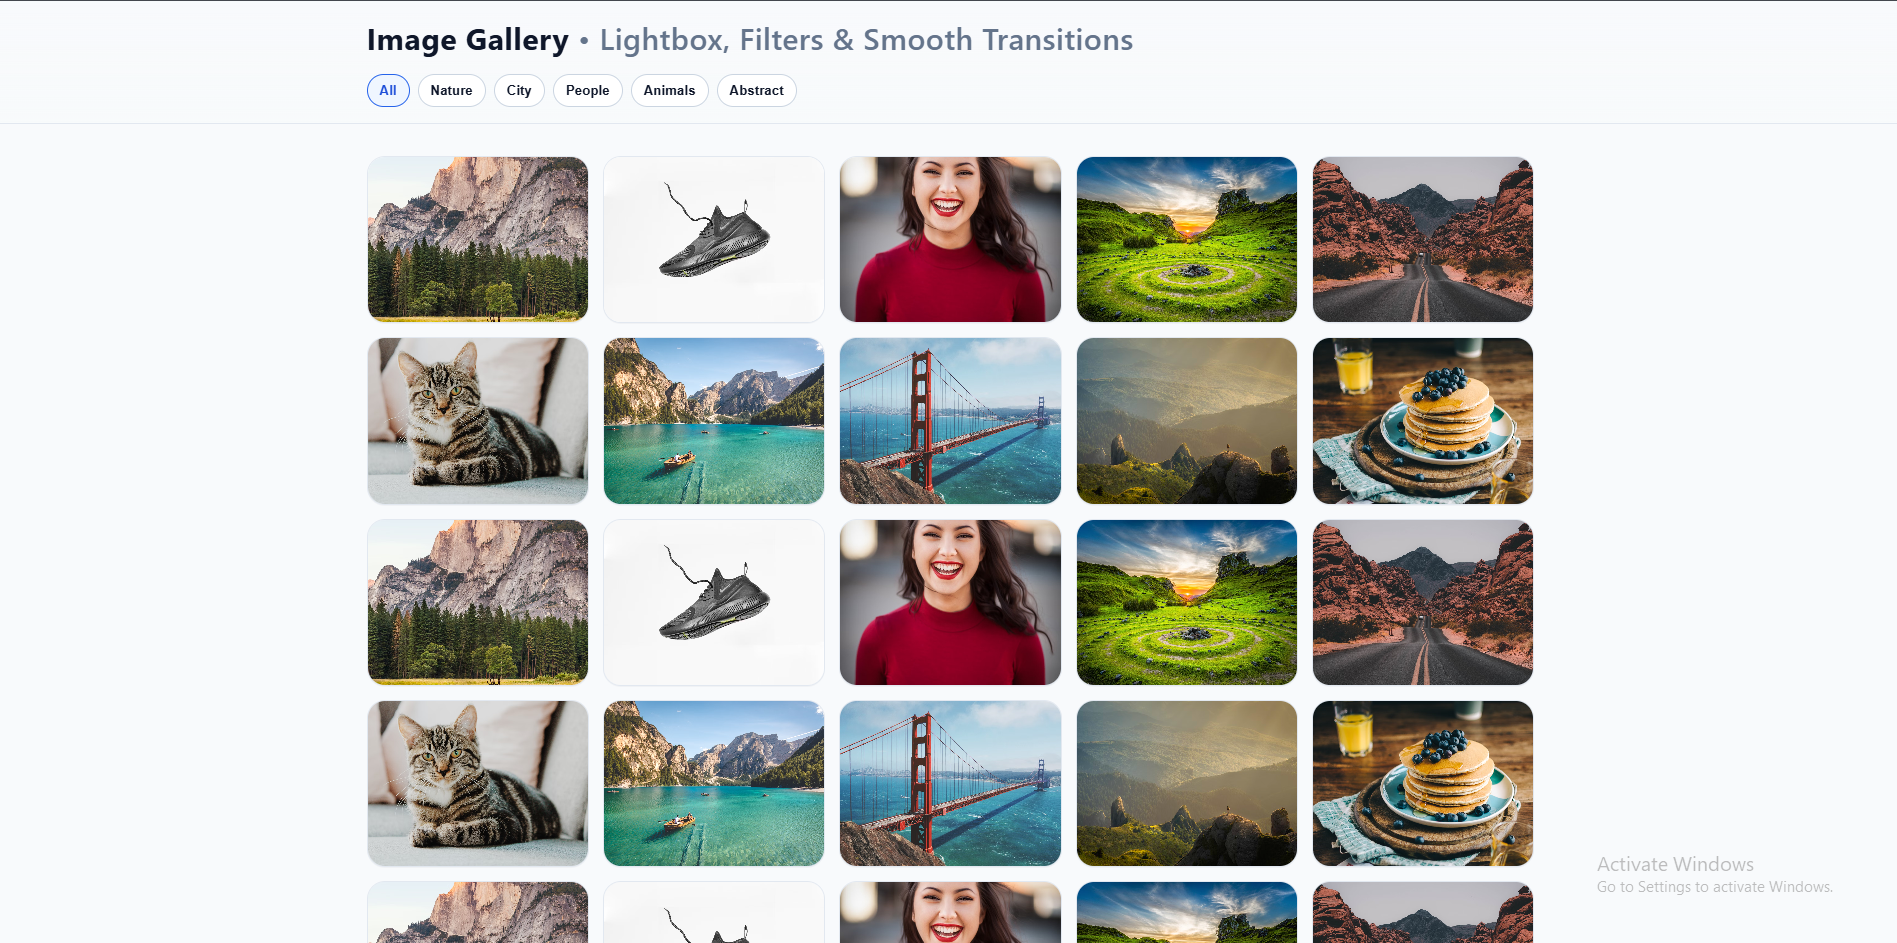 Image Gallery • Lightbox, Filters & Smooth Transitions
All Nature City People Animals Abstract
Activate Windows
Go to Settings to activate Windows.